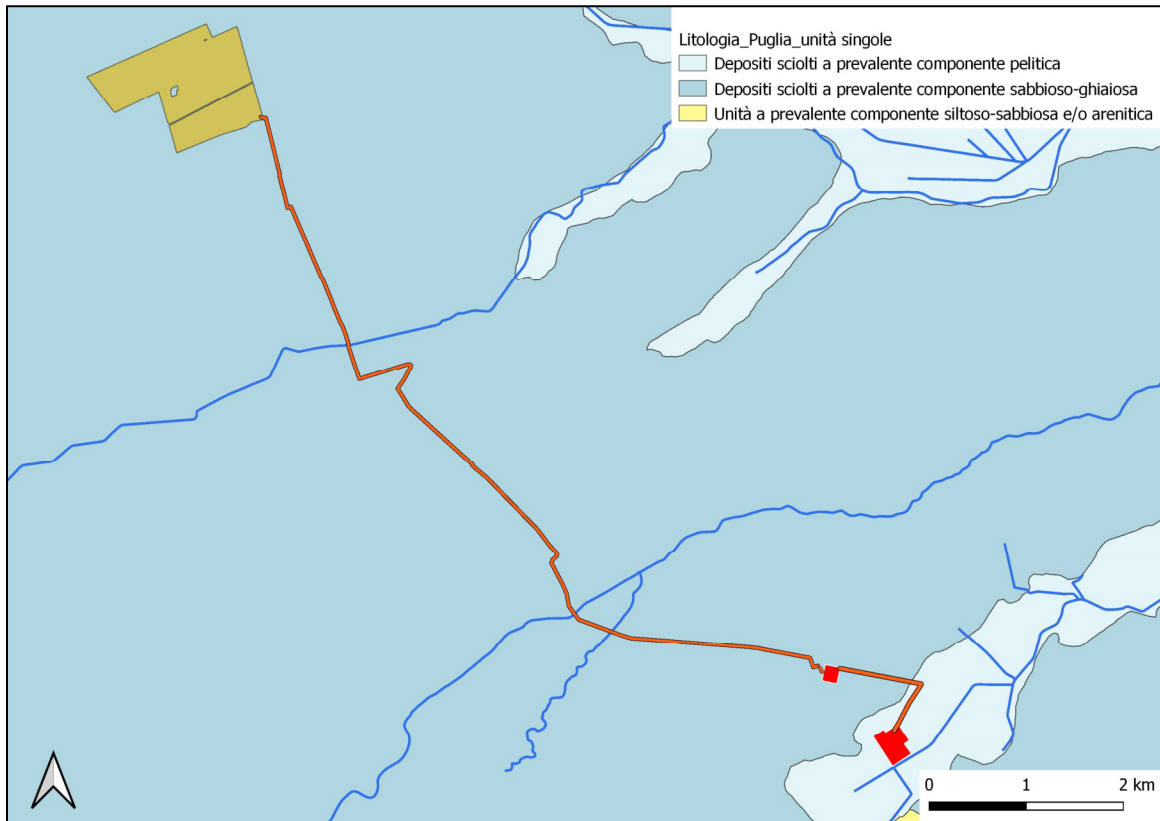 Litologia_Puglia_unità singole
Depositi sciolti a prevalente componente pelitica
Depositi sciolti a prevalente componente sabbioso-ghiaiosa
Unità a prevalente componente siltoso-sabbiosa e/o arenitica
0 1 2 km